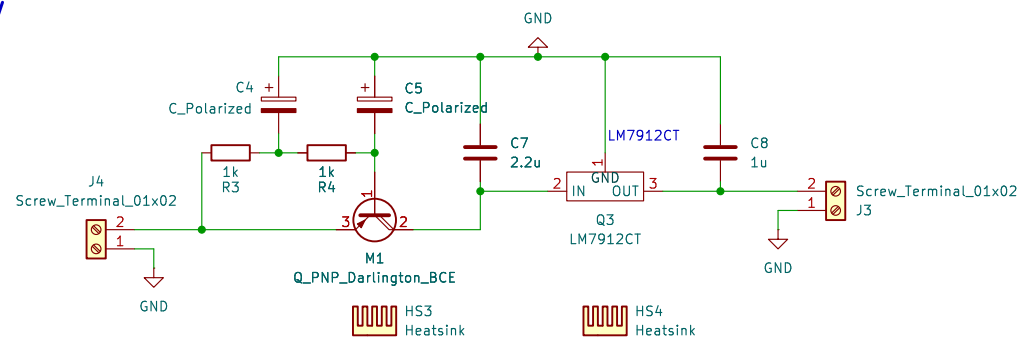 GND
C4
+
C_Polarized
+
C5
C_Polarized
C7
2.2u
LM7912CT
1
GND
2
IN
OUT
3
C8
1u
Q3
LM7912CT
1k
R3
1k
R4
J4
Screw_Terminal_01x02
2
1
GND
1
3
2
M1
Q_PNP_Darlington_BCE
2
1
Screw_Terminal_01x02
J3
GND
HS3
Heatsink
HS4
Heatsink